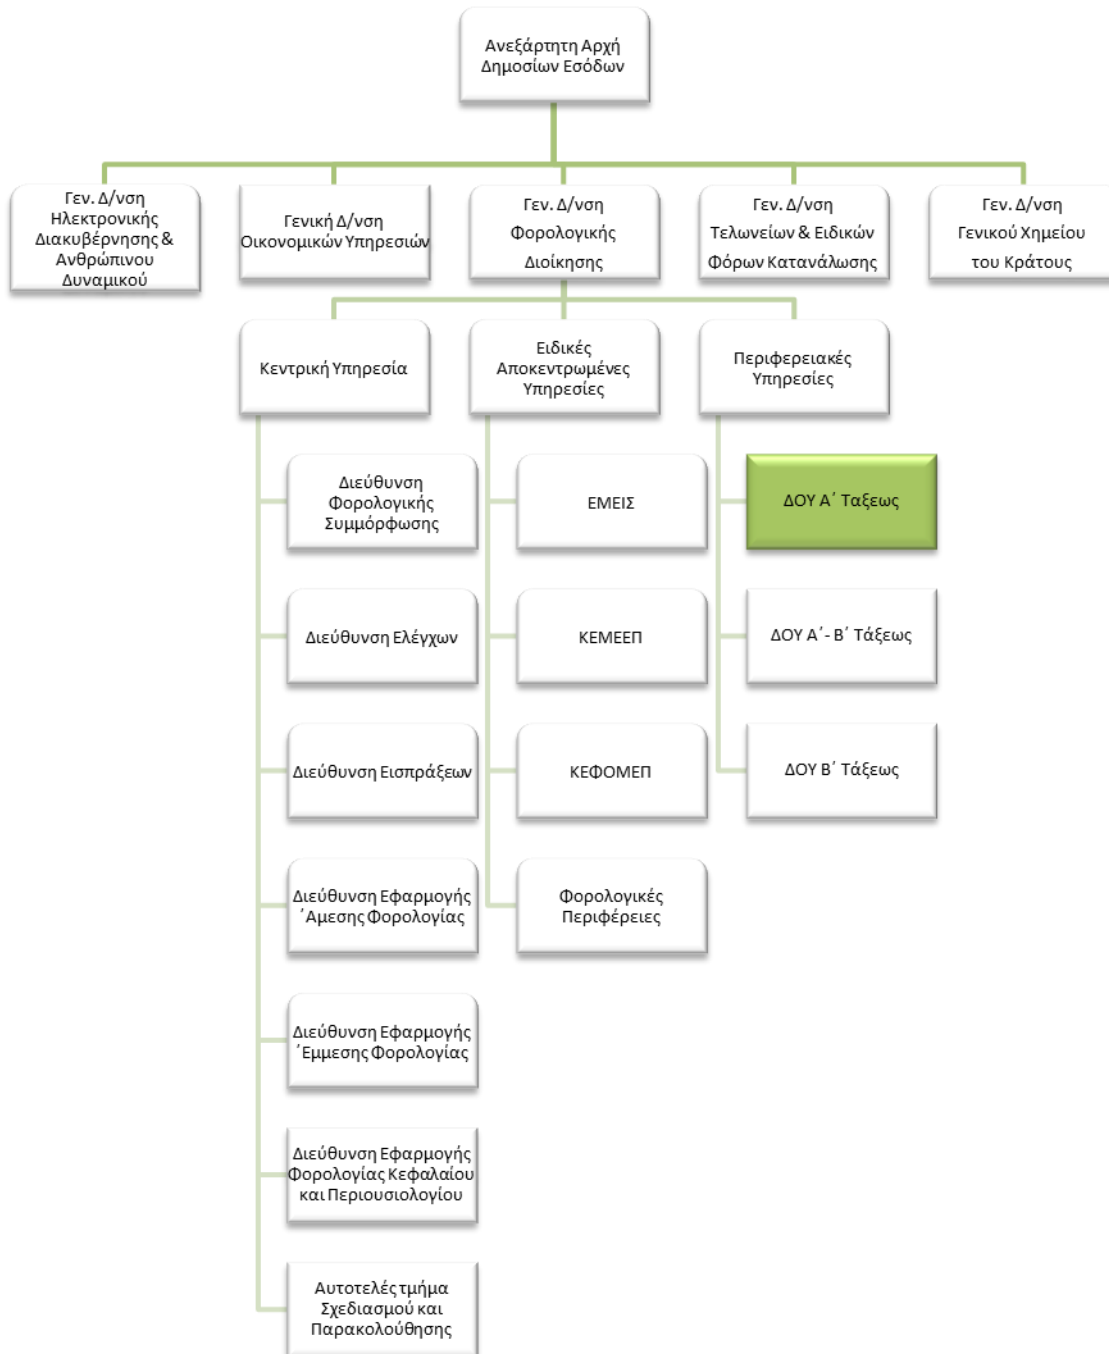 Ανεξάρτητη Αρχή
Δημοσίων Εσόδων
Γεν. Δ/νση
Ηλεκτρονικής
Διακυβέρνησης &
Ανθρώπινου
Δυναμικού
Γενική Δ/νση
Οικονομικών Υπηρεσιών
Γεν. Δ/νση
Φορολογικής
Διοίκησης
Γεν. Δ/νση
Τελωνείων & Ειδικών
Φόρων Κατανάλωσης
Γεν. Δ/νση
Γενικού Χημείου
του Κράτους
Κεντρική Υπηρεσία
Ειδικές
Αποκεντρωμένες
Υπηρεσίες
Περιφερειακές
Υπηρεσίες
Διεύθυνση
Φορολογικής
Συμμόρφωσης
Διεύθυνση Ελέγχων
Διεύθυνση Εισπράξεων
Διεύθυνση Εφαρμογής
΄Αμεσης Φορολογίας
Διεύθυνση Εφαρμογής
΄Εμμεσης Φορολογίας
Διεύθυνση Εφαρμογής
Φορολογίας Κεφαλαίου
και Περιουσιολογίου
Αυτοτελές τμήμα
Σχεδιασμού και
Παρακολούθησης
ΕΜΕΙΣ
ΚΕΜΕΕΠ
ΚΕΦΟΜΕΠ
Φορολογικές
Περιφέρειες
ΔΟΥ Α΄ Ταξεως
ΔΟΥ Α΄- Β΄ Τάξεως
ΔΟΥ Β΄ Τάξεως